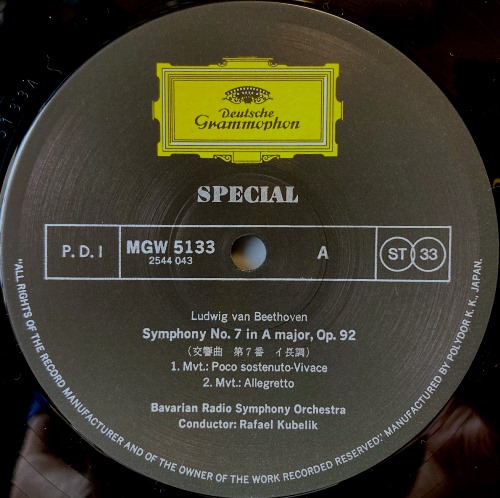 Deutsche
Grammophon
SPECIAL
P.D.I
MGW 5133
2544 043
A
ST 33
Ludwig van Beethoven
Symphony No. 7 in A major, Op. 92
(交響曲 第7番 イ長調)
1. Mvt.: Poco sostenuto-Vivace
2. Mvt.: Allegretto
Bavarian Radio Symphony Orchestra
Conductor: Rafael Kubelik
"ALL RIGHTS OF THE RECORD MANUFACTURER AND OF THE OWNER OF THE WORK RECORDED RESERVED." MANUFACTURED BY POLYDOR K. K., JAPAN.